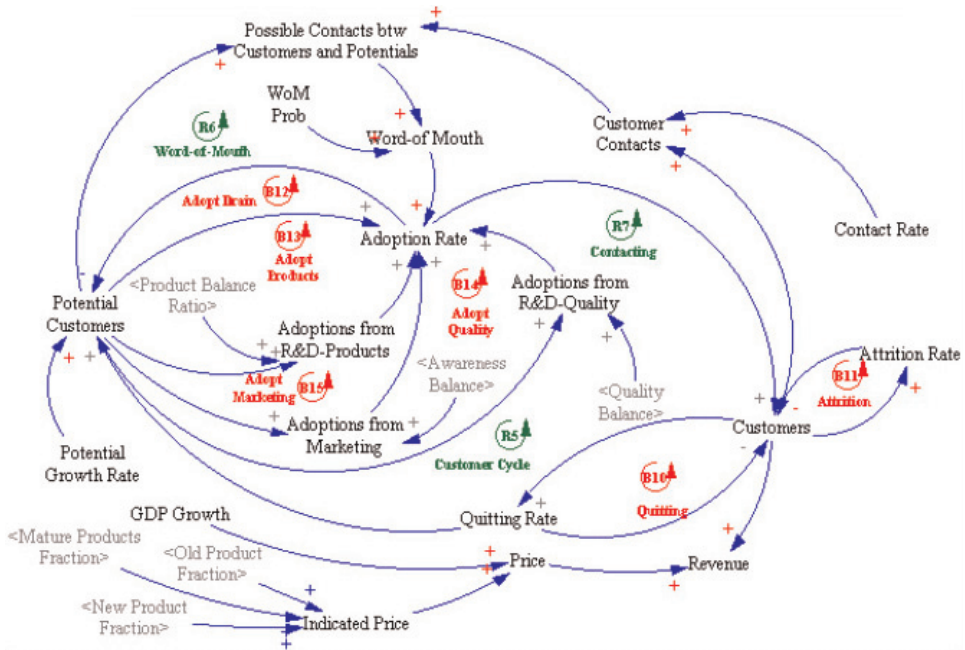 Possible Contacts btw
Customers and Potentials
WoM
Prob
R6
Word-of-Mouth
Word-of Mouth
Customer
Contacts
Adopt Drain
B12
B13
Adopt
Products
Adoption Rate
R7
Contacting
Contact Rate
<Product Balance
Ratio>
B14
Adopt
Quality
Adoptions from
R&D-Quality
Potential
Customers
Adoptions from
R&D-Products
Adopt
Marketing
B15
<Awareness
Balance>
<Quality
Balance>
Attrition Rate
B11
Attrition
Adoptions from
Marketing
Customers
Potential
Growth Rate
R5
Customer Cycle
B10
Quitting
GDP Growth
Quitting Rate
<Mature Products
Fraction>
<Old Product
Fraction>
Price
Revenue
<New Product
Fraction>
Indicated Price